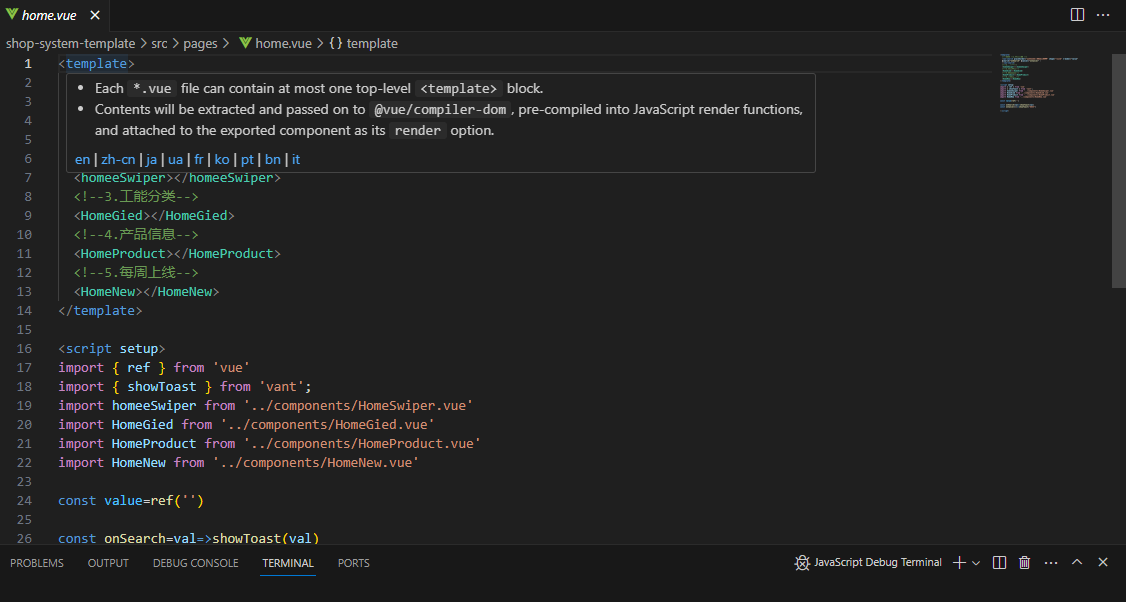 home.vue
shop-system-template > src > pages > home.vue > {} template
1 <template>
• Each *.vue file can contain at most one top-level <template> block.
• Contents will be extracted and passed on to @vue/compiler-dom, pre-compiled into JavaScript render functions,
and attached to the exported component as its render option.
en | zh-cn | ja | ua | fr | ko | pt | bn | it
2
3
4
5
6
7 <homeeSwiper></homeeSwiper>
8 <!--3.工能分类-->
9 <HomeGied></HomeGied>
10 <!--4.产品信息-->
11 <HomeProduct></HomeProduct>
12 <!--5.每周上线-->
13 <HomeNew></HomeNew>
14 </template>
15
16 <script setup>
17 import { ref } from 'vue'
18 import { showToast } from 'vant';
19 import homeeSwiper from '../components/HomeSwiper.vue'
20 import HomeGied from '../components/HomeGied.vue'
21 import HomeProduct from '../components/HomeProduct.vue'
22 import HomeNew from '../components/HomeNew.vue'
23
24 const value=ref('')
25
26 const onSearch=val=>showToast(val)
PROBLEMS OUTPUT DEBUG CONSOLE TERMINAL PORTS JavaScript Debug Terminal